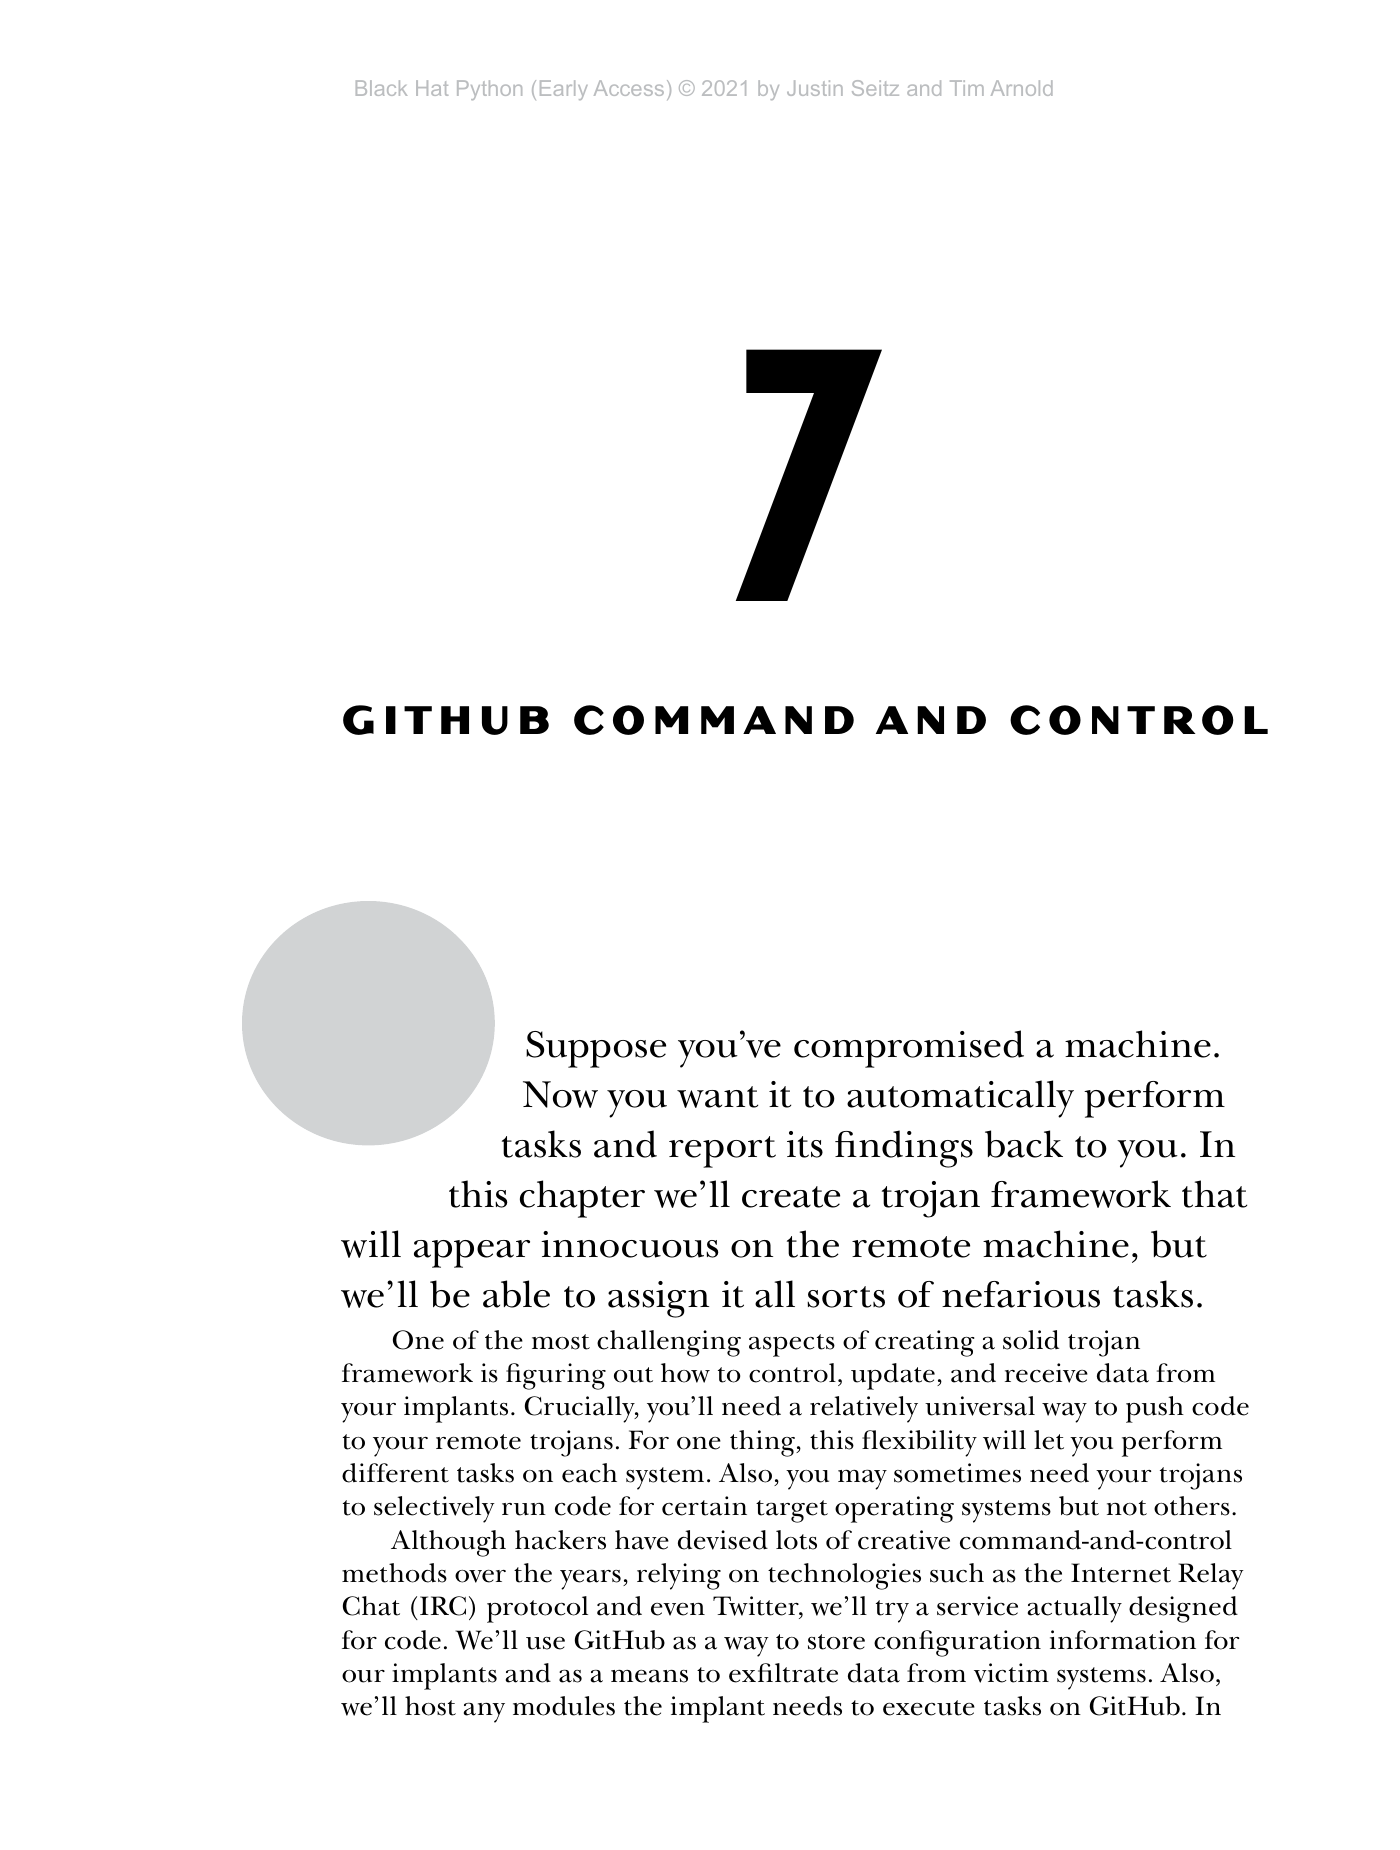 Black Hat Python (Early Access) © 2021 by Justin Seitz and Tim Arnold
7
GITHUB COMMAND AND CONTROL
Suppose you’ve compromised a machine.
Now you want it to automatically perform
tasks and report its findings back to you. In
this chapter we’ll create a trojan framework that
will appear innocuous on the remote machine, but
we’ll be able to assign it all sorts of nefarious tasks.
One of the most challenging aspects of creating a solid trojan
framework is figuring out how to control, update, and receive data from
your implants. Crucially, you’ll need a relatively universal way to push code
to your remote trojans. For one thing, this flexibility will let you perform
different tasks on each system. Also, you may sometimes need your trojans
to selectively run code for certain target operating systems but not others.
Although hackers have devised lots of creative command-and-control
methods over the years, relying on technologies such as the Internet Relay
Chat (IRC) protocol and even Twitter, we’ll try a service actually designed
for code. We’ll use GitHub as a way to store configuration information for
our implants and as a means to exfiltrate data from victim systems. Also,
we’ll host any modules the implant needs to execute tasks on GitHub. In